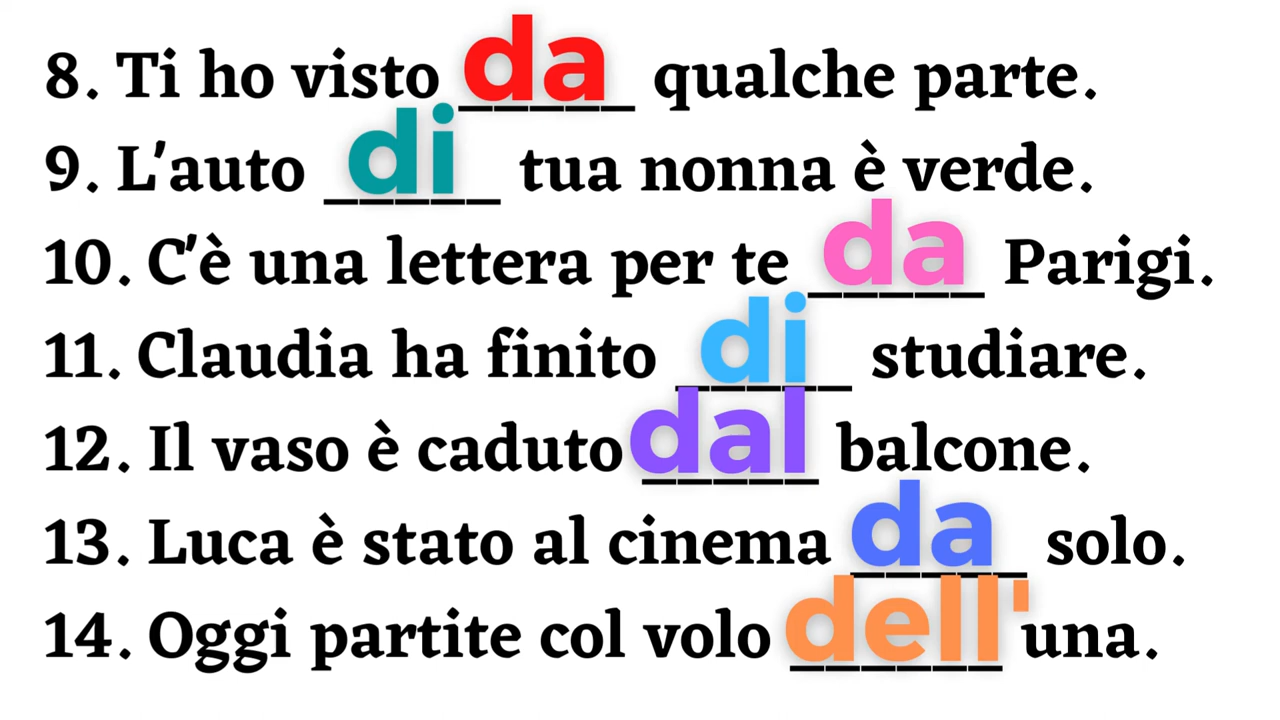 8. Ti ho visto da qualche parte.
9. L'auto di tua nonna è verde.
10. C'è una lettera per te da Parigi.
11. Claudia ha finito di studiare.
12. Il vaso è caduto dal balcone.
13. Luca è stato al cinema da solo.
14. Oggi partite col volo dell'una.